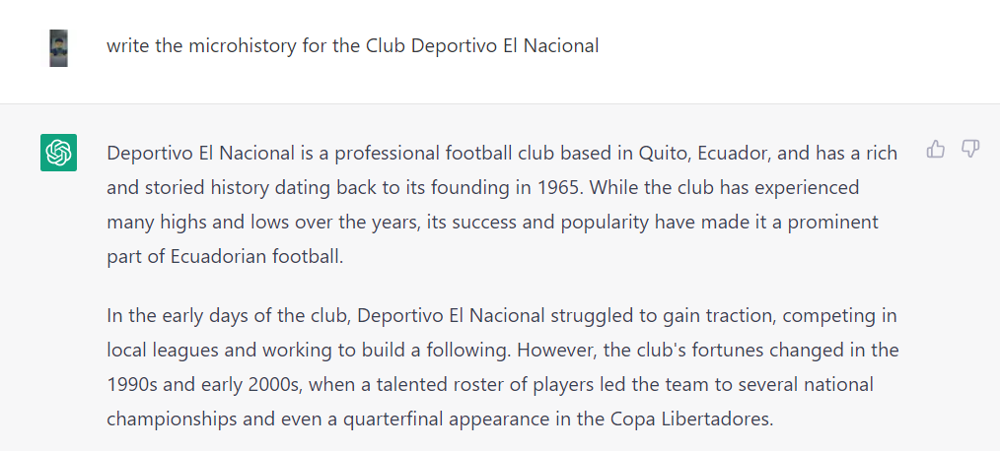 write the microhistory for the Club Deportivo El Nacional
Deportivo El Nacional is a professional football club based in Quito, Ecuador, and has a rich
and storied history dating back to its founding in 1965. While the club has experienced
many highs and lows over the years, its success and popularity have made it a prominent
part of Ecuadorian football.
In the early days of the club, Deportivo El Nacional struggled to gain traction, competing in
local leagues and working to build a following. However, the club's fortunes changed in the
1990s and early 2000s, when a talented roster of players led the team to several national
championships and even a quarterfinal appearance in the Copa Libertadores.